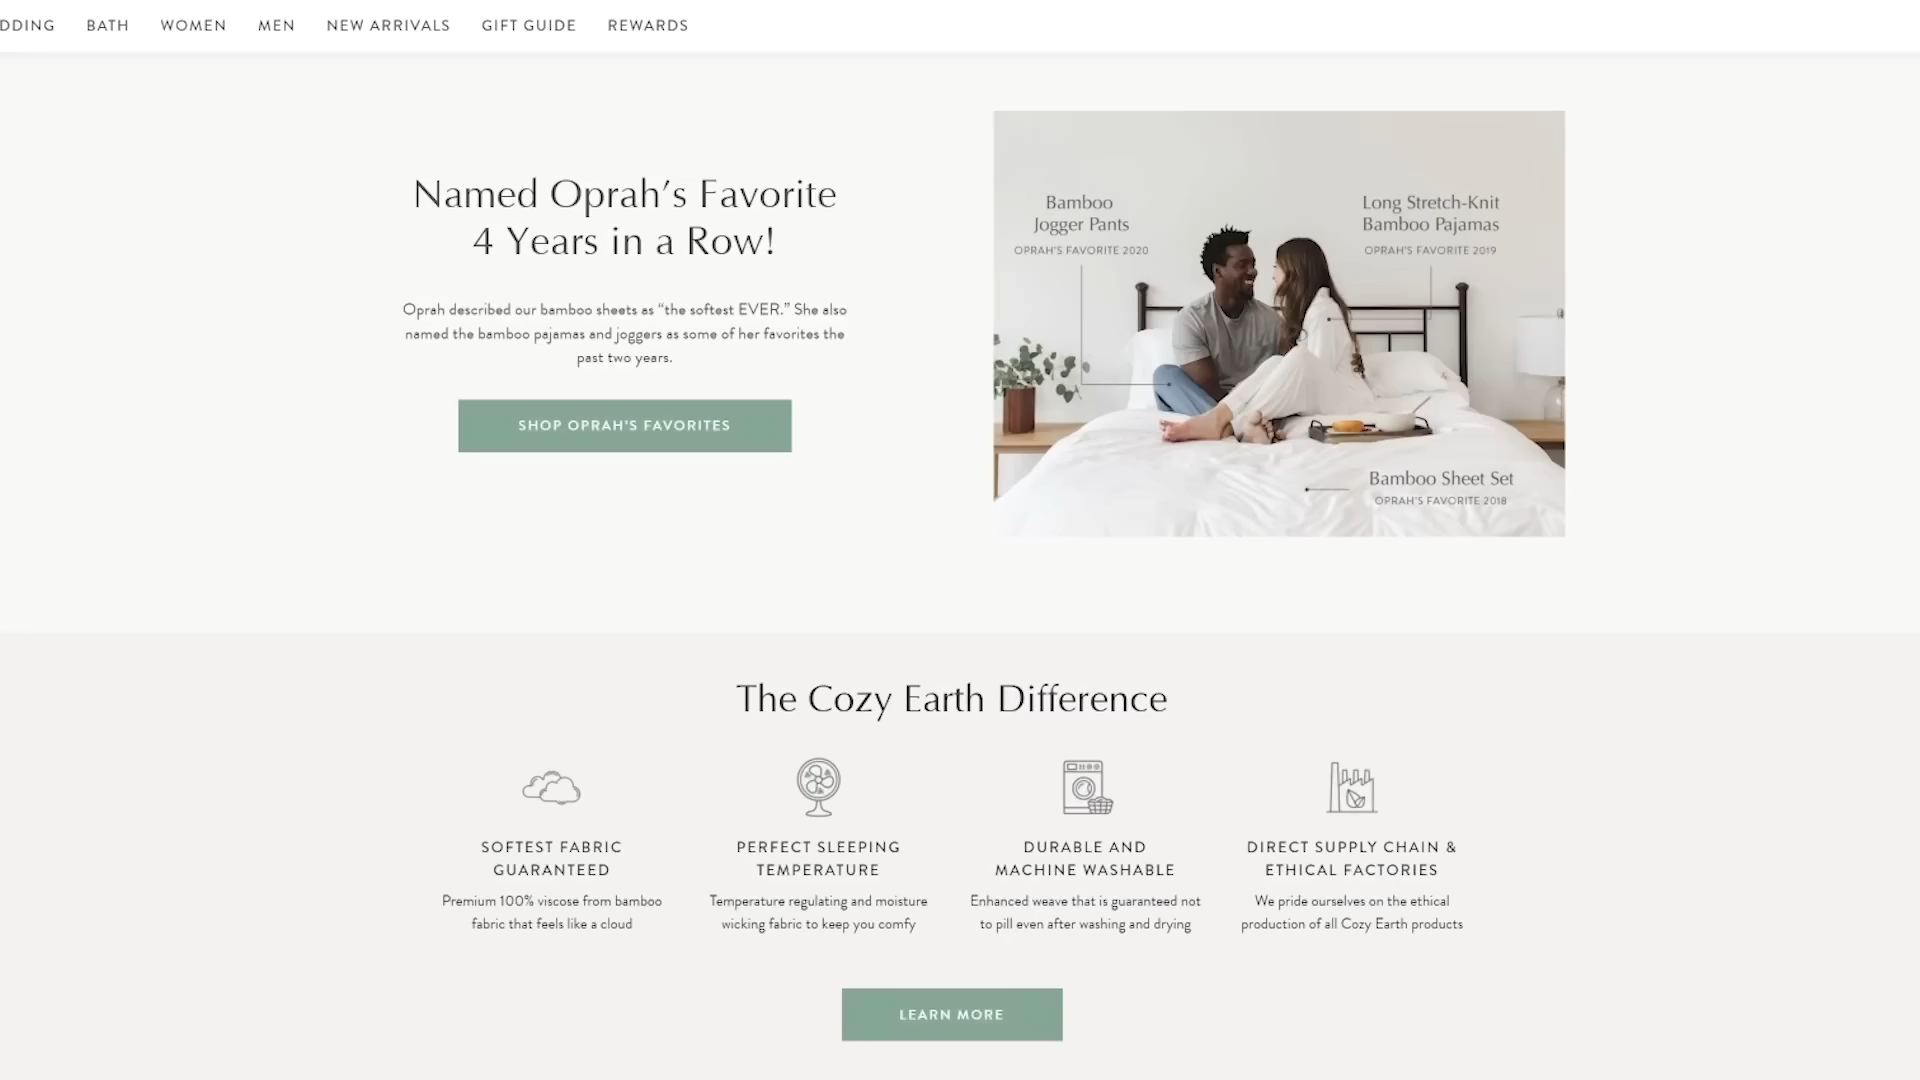 DDING BATH WOMEN MEN NEW ARRIVALS GIFT GUIDE REWARDS
Named Oprah’s Favorite
4 Years in a Row!
Oprah described our bamboo sheets as “the softest EVER.” She also
named the bamboo pajamas and joggers as some of her favorites the
past two years.
SHOP OPRAH'S FAVORITES
Bamboo
Jogger Pants
OPRAH'S FAVORITE 2020
Long Stretch-Knit
Bamboo Pajamas
OPRAH'S FAVORITE 2019
Bamboo Sheet Set
OPRAH'S FAVORITE 2018
The Cozy Earth Difference
SOFTEST FABRIC
GUARANTEED
Premium 100% viscose from bamboo
fabric that feels like a cloud
PERFECT SLEEPING
TEMPERATURE
Temperature regulating and moisture
wicking fabric to keep you comfy
DURABLE AND
MACHINE WASHABLE
Enhanced weave that is guaranteed not
to pill even after washing and drying
DIRECT SUPPLY CHAIN &
ETHICAL FACTORIES
We pride ourselves on the ethical
production of all Cozy Earth products
LEARN MORE